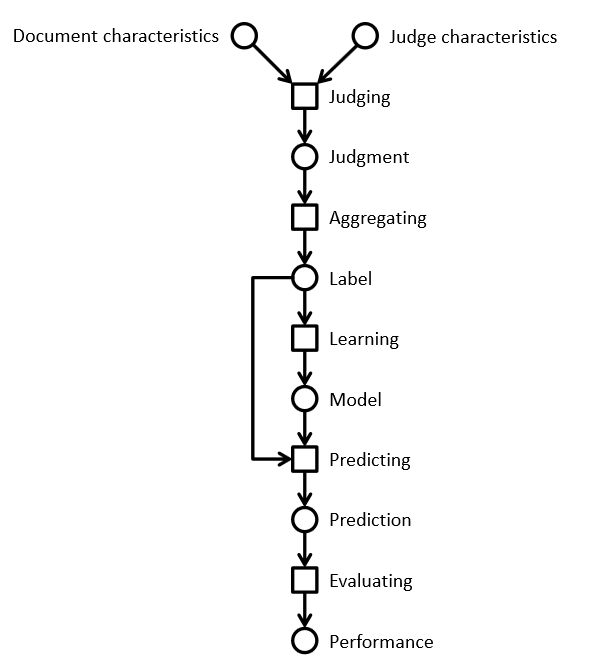 Document characteristics
Judge characteristics
Judging
Judgment
Aggregating
Label
Learning
Model
Predicting
Prediction
Evaluating
Performance